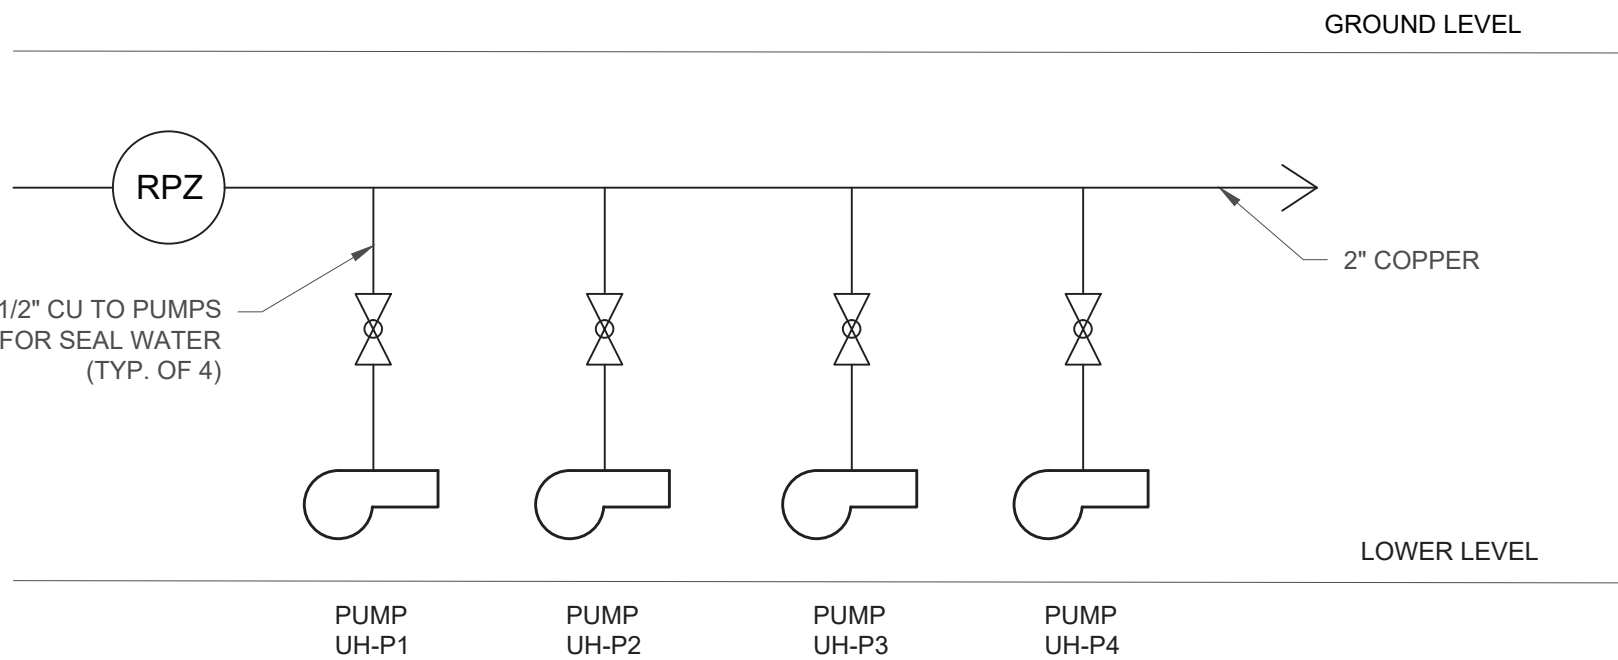 GROUND LEVEL
RPZ
2" COPPER
1/2" CU TO PUMPS
FOR SEAL WATER
(TYP. OF 4)
LOWER LEVEL
PUMP
UH-P1
PUMP
UH-P2
PUMP
UH-P3
PUMP
UH-P4